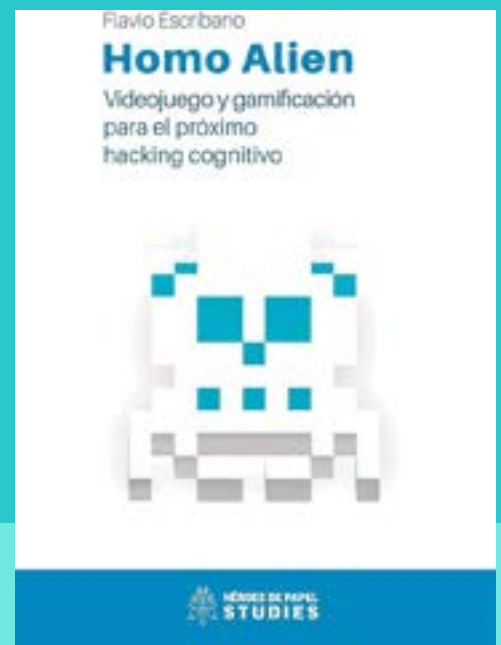 Flavio Escribano
Homo Alien
Videojuego y gamificación
para el próximo
hacking cognitivo
HÉROES DE PAPEL
STUDIES